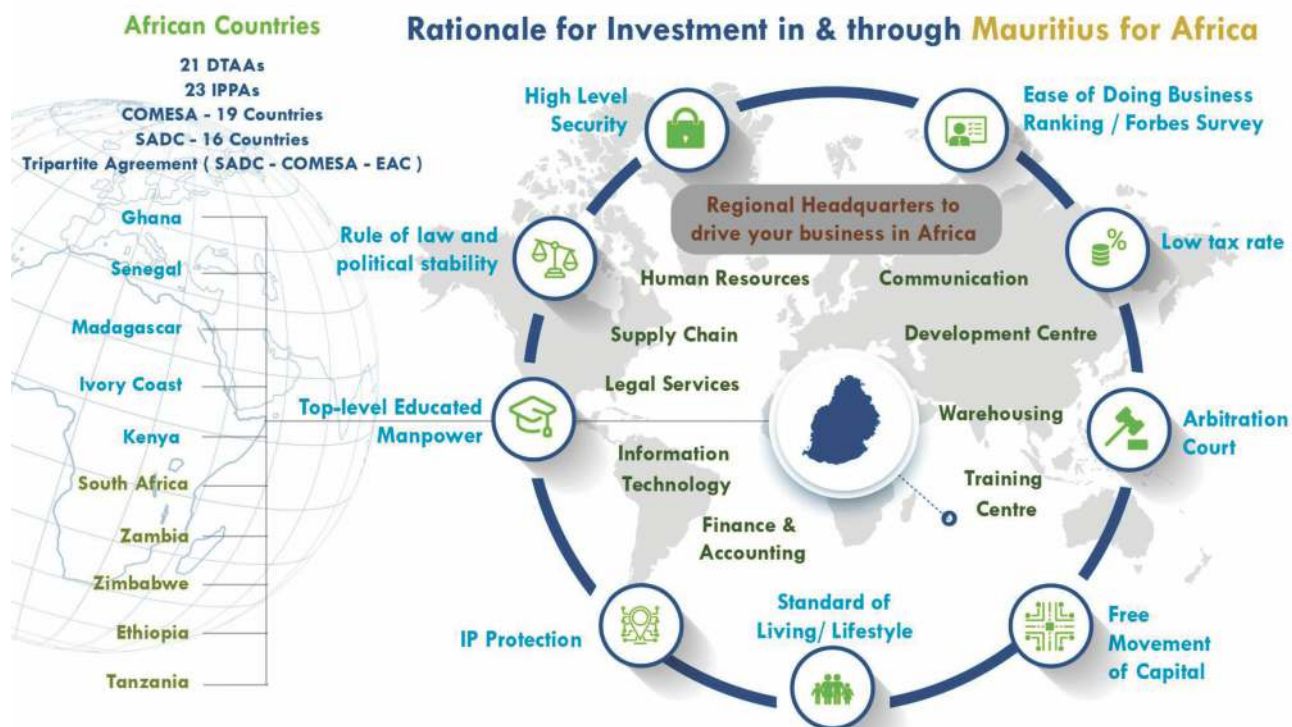 African Countries
21 DTAAs
23 IPPAs
COMESA - 19 Countries
SADC - 16 Countries
Tripartite Agreement ( SADC - COMESA - EAC )
Ghana
Senegal
Madagascar
Ivory Coast
Kenya
South Africa
Zambia
Zimbabwe
Ethiopia
Tanzania
Rationale for Investment in & through Mauritius for Africa
High Level
Security
Ease of Doing Business
Ranking / Forbes Survey
Rule of law and
political stability
Low tax rate
Top-level Educated
Manpower
Arbitration
Court
IP Protection
Standard of
Living/ Lifestyle
Free
Movement
of Capital
Regional Headquarters to
drive your business in Africa
%
Human Resources
Communication
Supply Chain
Development Centre
Legal Services
Warehousing
Information
Technology
Training
Centre
Finance &
Accounting